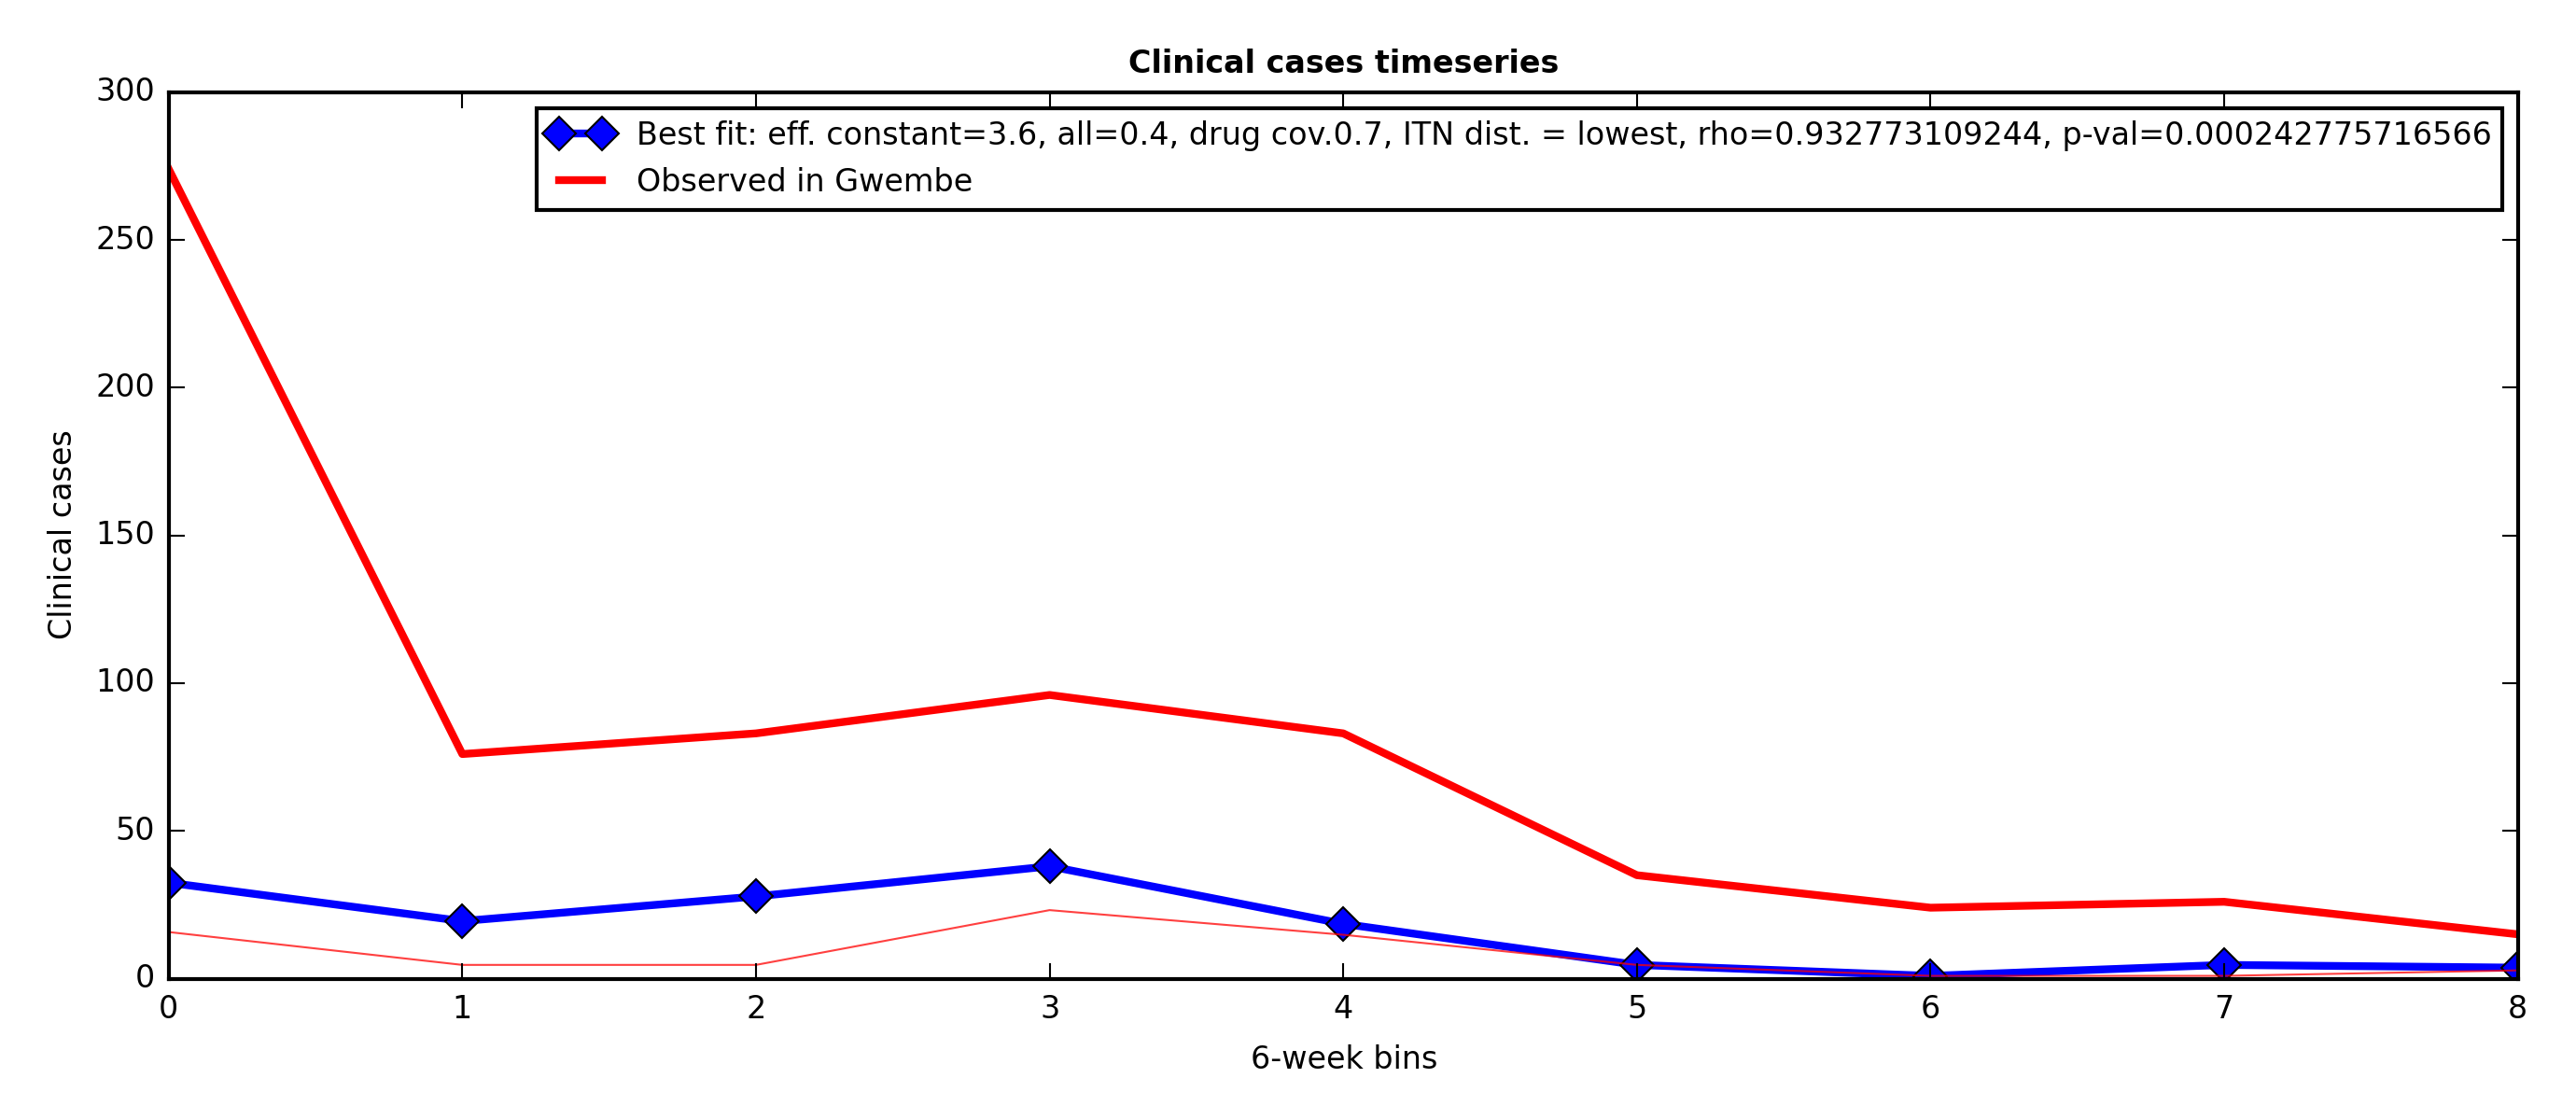 Clinical cases timeseries
300
250
200
150
100
50
0
Clinical cases
Best fit: eff. constant=3.6, all=0.4, drug cov.0.7, ITN dist. = lowest, rho=0.932773109244, p-val=0.000242775716566
Observed in Gwembe
0 1 2 3 4 5 6 7 8
6-week bins